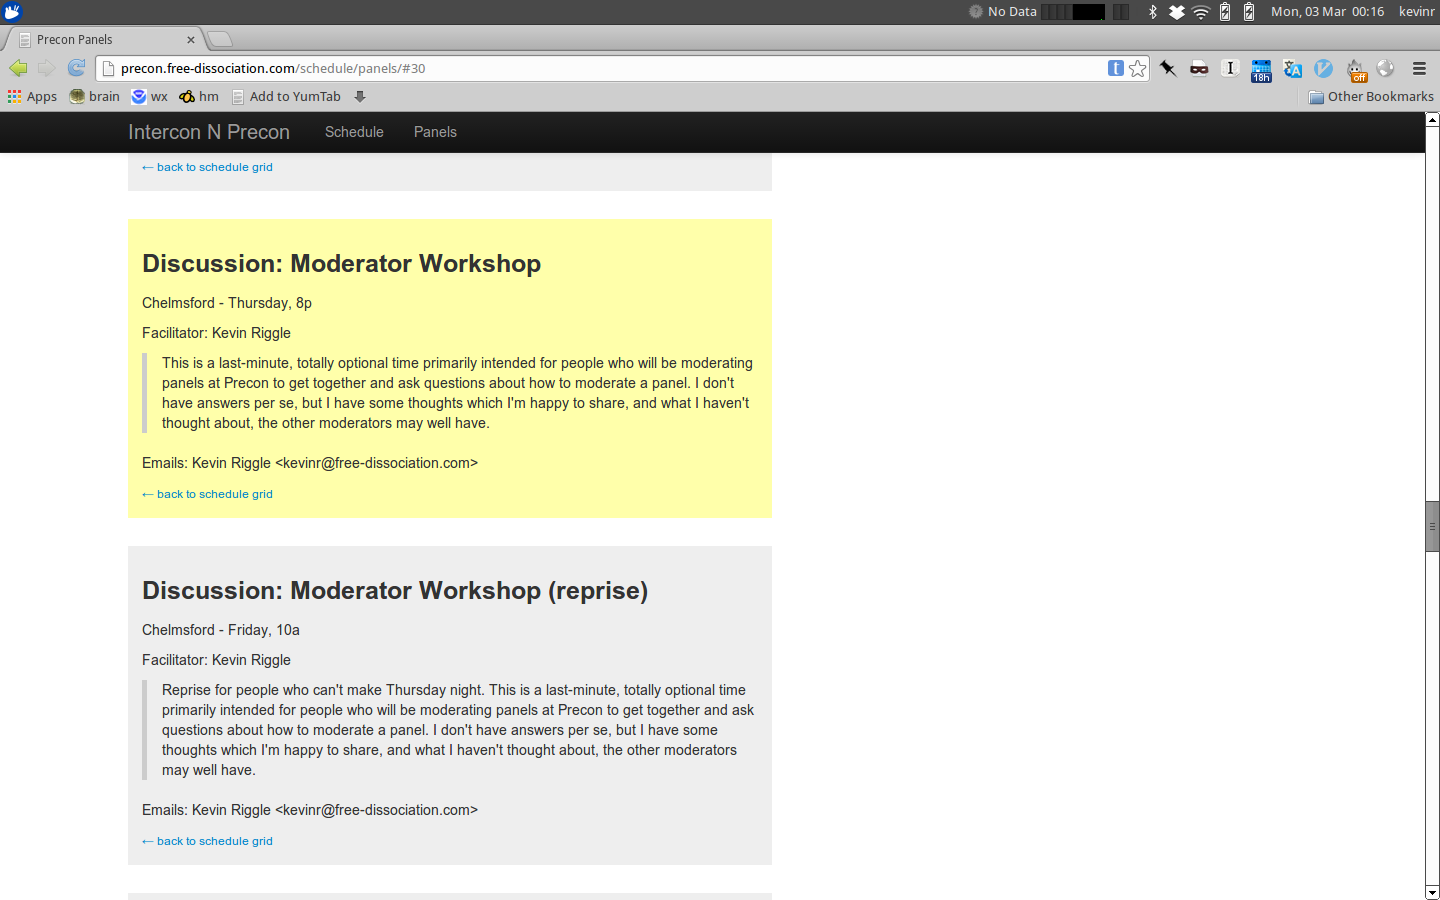 No Data
Mon, 03 Mar 00:16
kevinr
Precon Panels
precon.free-dissociation.com/schedule/panels/#30
t
I
18h
A
off
Apps
brain
wx
hm
Add to YumTab
Other Bookmarks
Intercon N Precon
Schedule
Panels
← back to schedule grid
Discussion: Moderator Workshop
Chelmsford - Thursday, 8p
Facilitator: Kevin Riggle
This is a last-minute, totally optional time primarily intended for people who will be moderating
panels at Precon to get together and ask questions about how to moderate a panel. I don't
have answers per se, but I have some thoughts which I'm happy to share, and what I haven't
thought about, the other moderators may well have.
Emails: Kevin Riggle <kevinr@free-dissociation.com>
← back to schedule grid
Discussion: Moderator Workshop (reprise)
Chelmsford - Friday, 10a
Facilitator: Kevin Riggle
Reprise for people who can't make Thursday night. This is a last-minute, totally optional time
primarily intended for people who will be moderating panels at Precon to get together and ask
questions about how to moderate a panel. I don't have answers per se, but I have some
thoughts which I'm happy to share, and what I haven't thought about, the other moderators
may well have.
Emails: Kevin Riggle <kevinr@free-dissociation.com>
← back to schedule grid